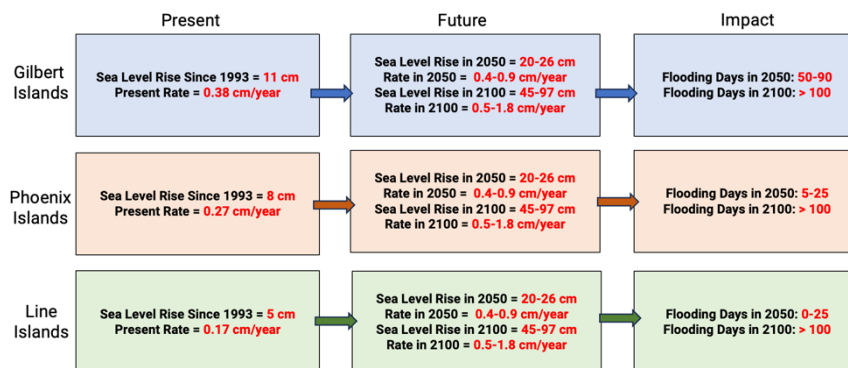 Present
Future
Impact
Gilbert
Islands
Sea Level Rise Since 1993 = 11 cm
Present Rate = 0.38 cm/year
Sea Level Rise in 2050 = 20-26 cm
Rate in 2050 = 0.4-0.9 cm/year
Sea Level Rise in 2100 = 45-97 cm
Rate in 2100 = 0.5-1.8 cm/year
Flooding Days in 2050: 50-90
Flooding Days in 2100: > 100
Phoenix
Islands
Sea Level Rise Since 1993 = 8 cm
Present Rate = 0.27 cm/year
Sea Level Rise in 2050 = 20-26 cm
Rate in 2050 = 0.4-0.9 cm/year
Sea Level Rise in 2100 = 45-97 cm
Rate in 2100 = 0.5-1.8 cm/year
Flooding Days in 2050: 5-25
Flooding Days in 2100: > 100
Line
Islands
Sea Level Rise Since 1993 = 5 cm
Present Rate = 0.17 cm/year
Sea Level Rise in 2050 = 20-26 cm
Rate in 2050 = 0.4-0.9 cm/year
Sea Level Rise in 2100 = 45-97 cm
Rate in 2100 = 0.5-1.8 cm/year
Flooding Days in 2050: 0-25
Flooding Days in 2100: > 100